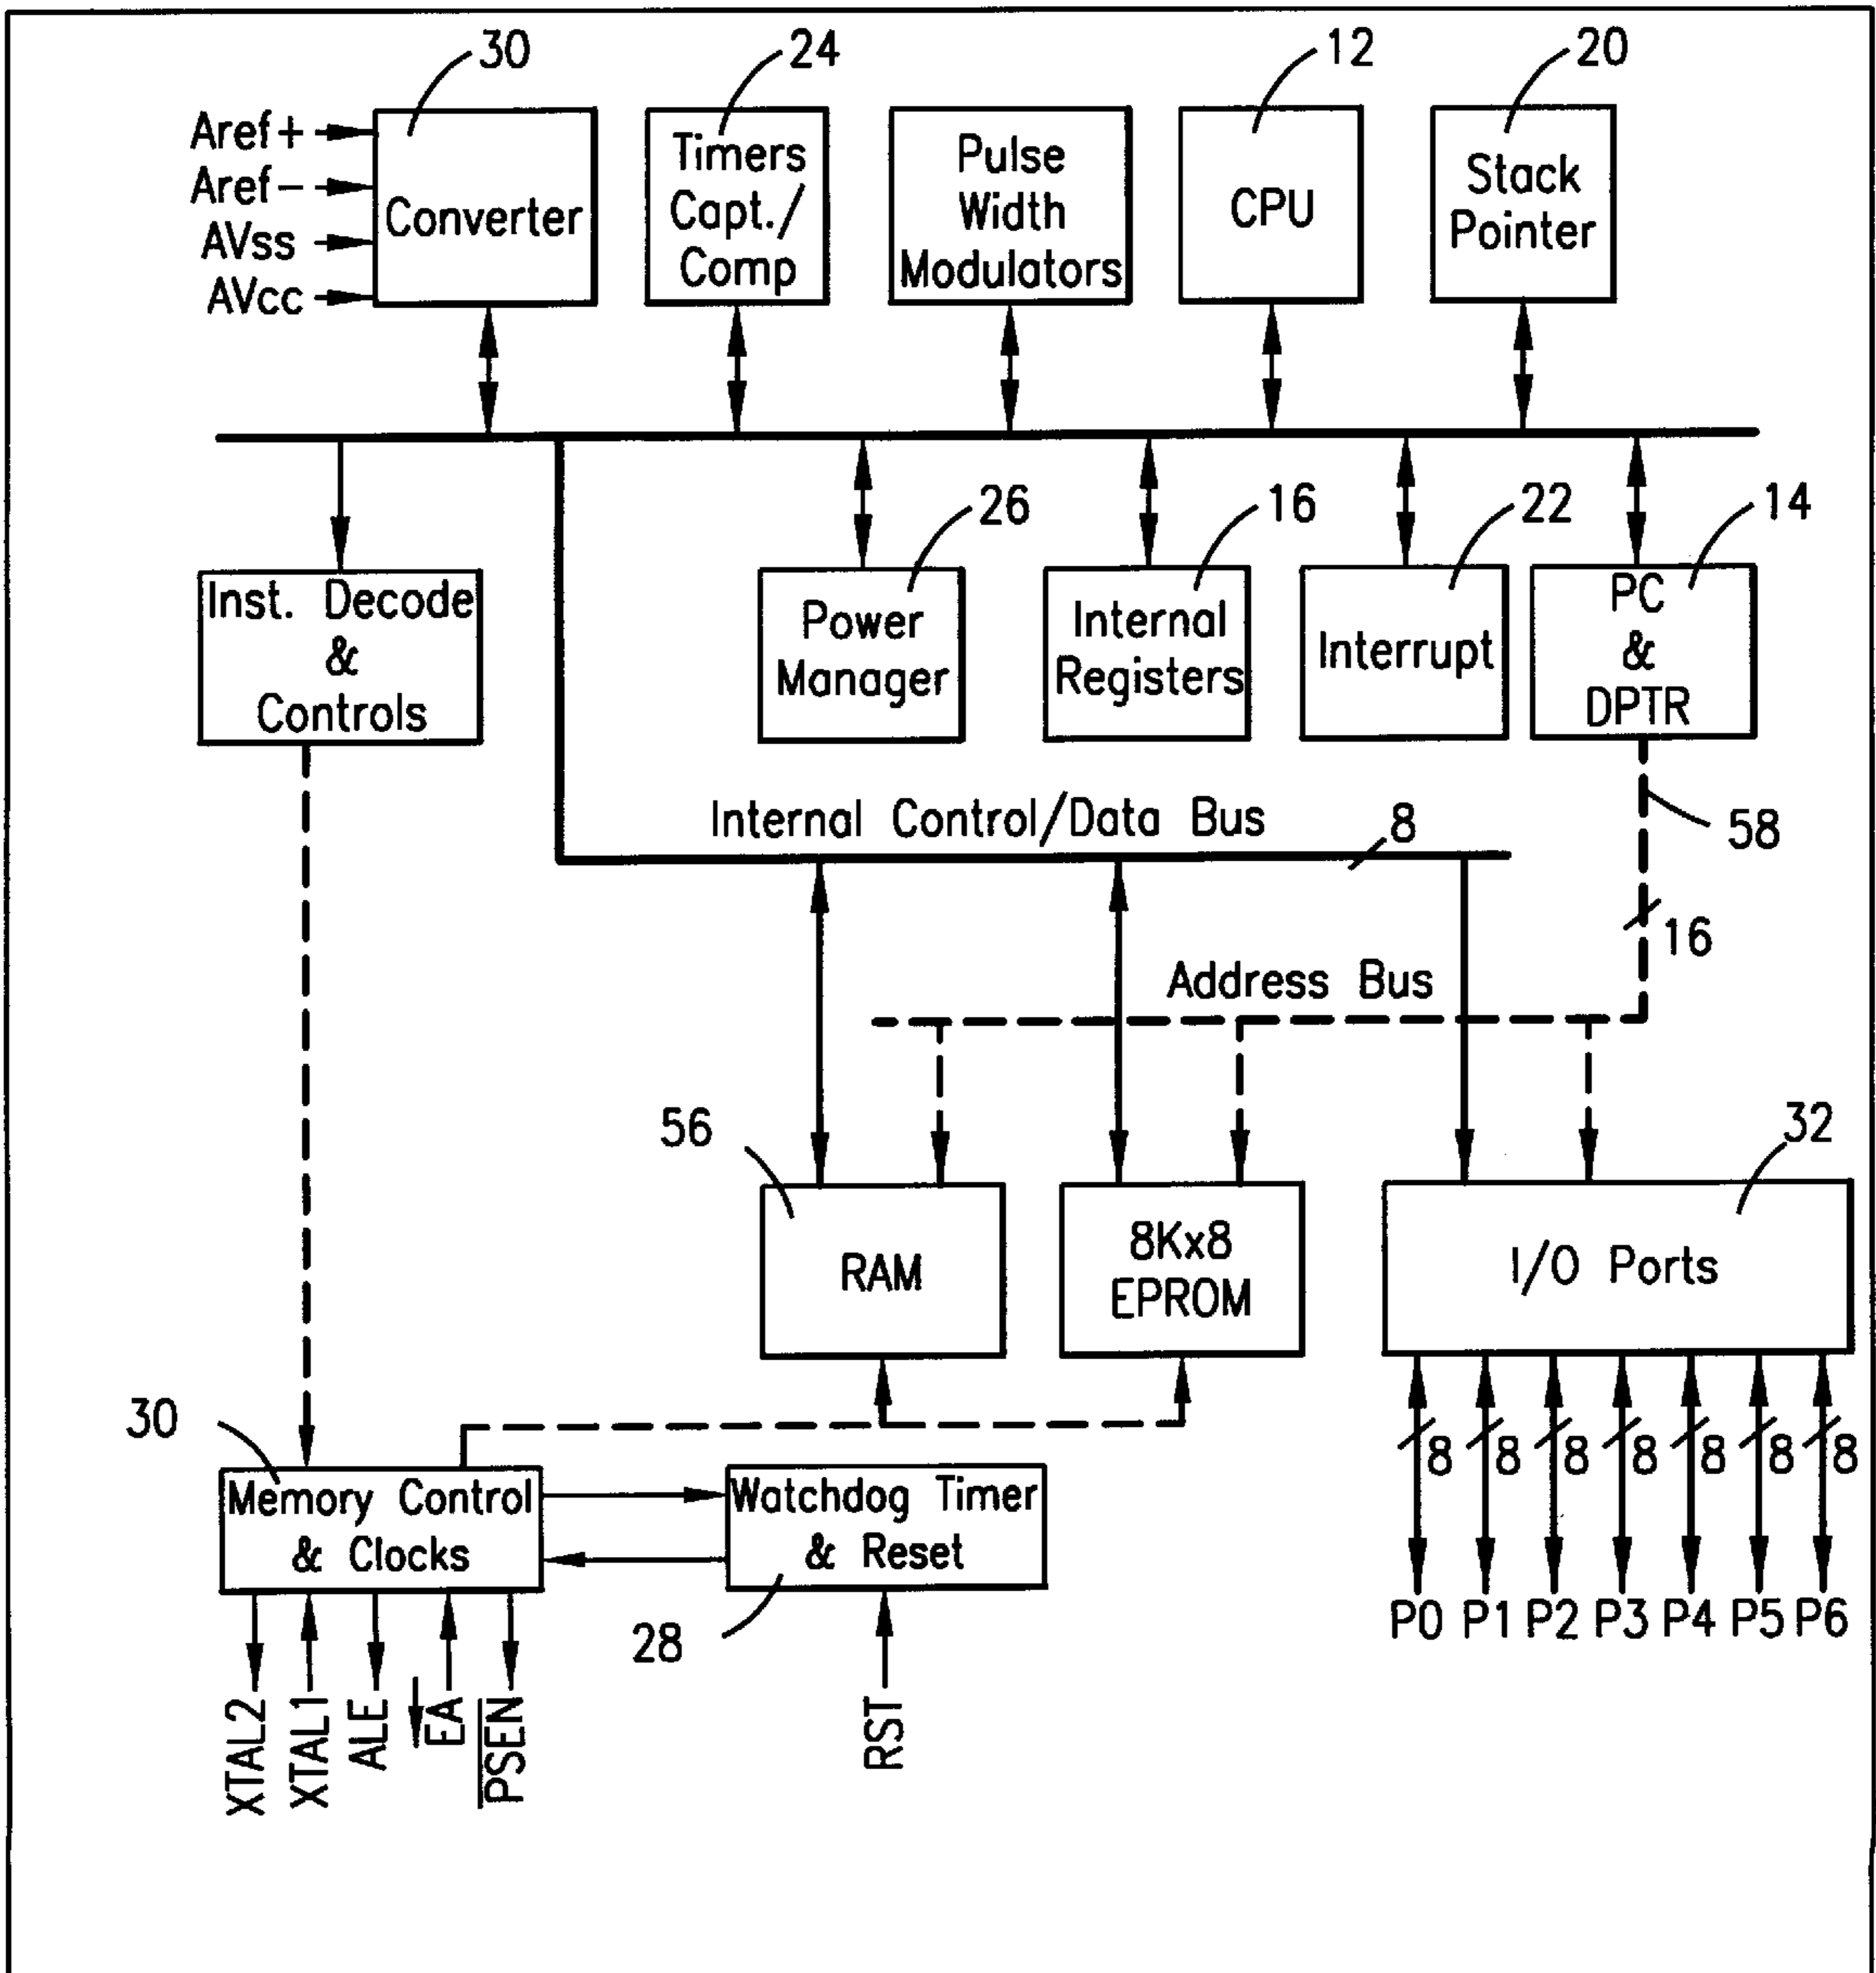 30
24
12
20
Aref+
Aref-
AVss
AVcc
Converter
Timers
Capt./
Comp
Pulse
Width
Modulators
CPU
Stack
Pointer
26
16
22
14
Inst. Decode
&
Controls
Power
Manager
Internal
Registers
Interrupt
PC
&
DPTR
Internal Control/Data Bus
8
58
16
Address Bus
56
32
RAM
8Kx8
EPROM
I/O Ports
30
Memory Control
& Clocks
Watchdog Timer
& Reset
28
8 8 8 8 8 8 8
P0 P1 P2 P3 P4 P5 P6
XTAL2
XTAL1
ALE
EA
PSEN
RST